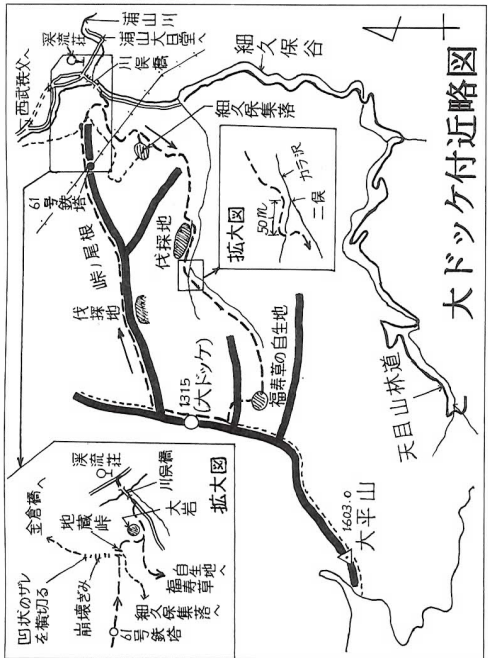 大ドッケ付近略図
西武秩父へ
渓流荘
浦山川
浦山大日堂へ
川俣橋
細久保谷
細久保集落
61号鉄塔
峠ノ尾根
伐採地
伐採地
拡大図
50m
カラ沢
二俣
1315
(大ドッケ)
福寿草の自生地
天目山林道
1603.0
大平山
拡大図
渓流荘
川俣橋
大岩
地蔵峠
金倉橋へ
凹状のザレ
を横切る
崩壊ぎみ
61号鉄塔
細久保集落へ
福寿草
自生地へ